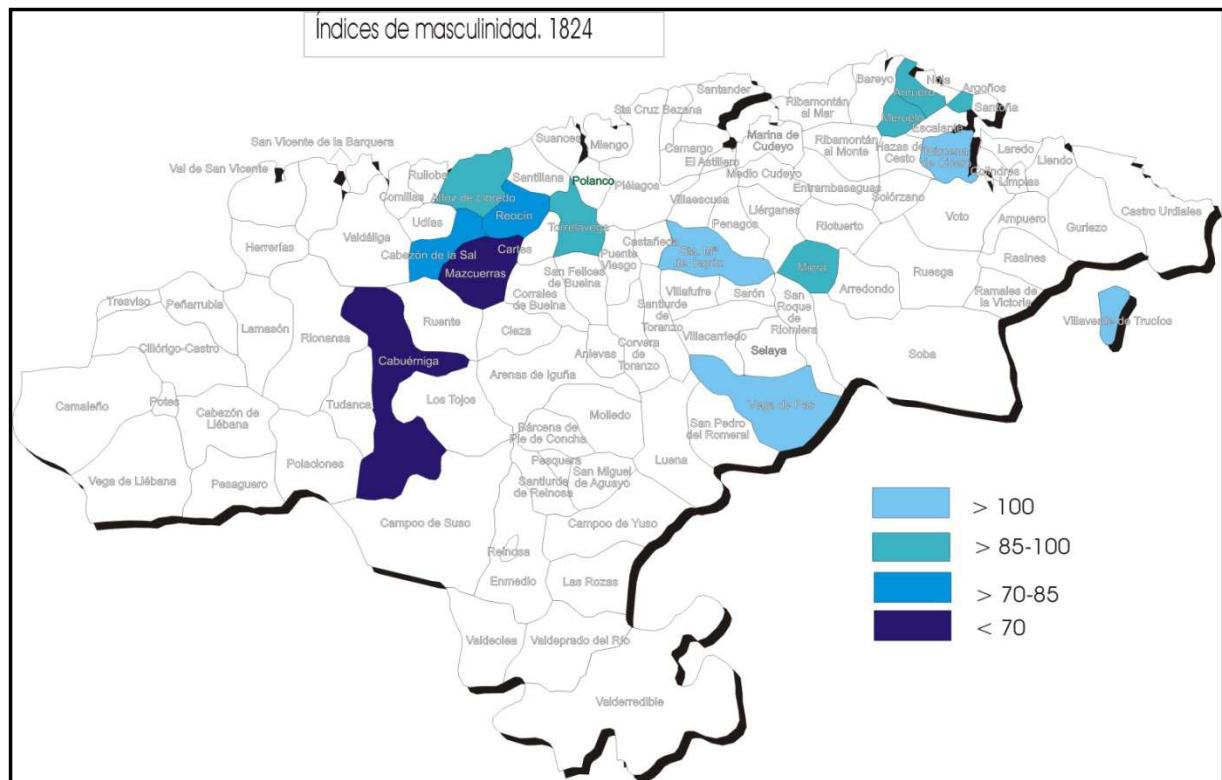 Índices de masculinidad. 1824
Santander
Bareyo
Noja
Argoños
Arnuero
Santoña
Meruelo
Escalante
Sta Cruz Bezana
Ribamontán
al Mar
Suances
Miengo
Camargo
Marina de
Cudeyo
Ribamontán
al Monte
Hazas de
Cesto
Bárcena
de Cicero
Colindres
Laredo
Liendo
Limpias
San Vicente de la Barquera
Val de San Vicente
El Astillero
Medio Cudeyo
Ruiloba
Santillana
Polanco
Piélagos
Comillas
Alfoz de Lloredo
Villaescusa
Entrambasaguas
Solórzano
Castro Urdiales
Udías
Reocín
Torrelavega
Penagos
Liérganes
Riotuerto
Voto
Ampuero
Guriezo
Herrerías
Valdáliga
Cabezón de la Sal
Cartes
Castañeda
Puente
Viesgo
Sta. Mª
de Cayón
Miera
Rasines
Mazcuerras
San Felices
de Buelna
Ruesga
Tresviso
Peñarrubia
Corrales
de Buelna
Villafufre
Sarón
Arredondo
Ramales de
la Victoria
Lamasón
Rionansa
Ruente
Santiurde
de
Toranzo
San
Roque
de
Riomiera
Villaverde de Trucíos
Cillórigo-Castro
Cieza
Villacarriedo
Selaya
Soba
Cabuérniga
Anievas
Corvera
de
Toranzo
Arenas de Iguña
Camaleño
Potes
Cabezón de
Liébana
Tudanca
Los Tojos
Molledo
Vega de Pas
Bárcena de
Pie de Concha
San Pedro
del Romeral
Vega de Liébana
Pesaguero
Polaciones
Pesquera
San Miguel
de Aguayo
Luena
Santiurde
de Reinosa
> 100
Campoo de Suso
Campoo de Yuso
> 85-100
Reinosa
Enmedio
Las Rozas
> 70-85
< 70
Valdeolea
Valdeprado del Río
Valderredible